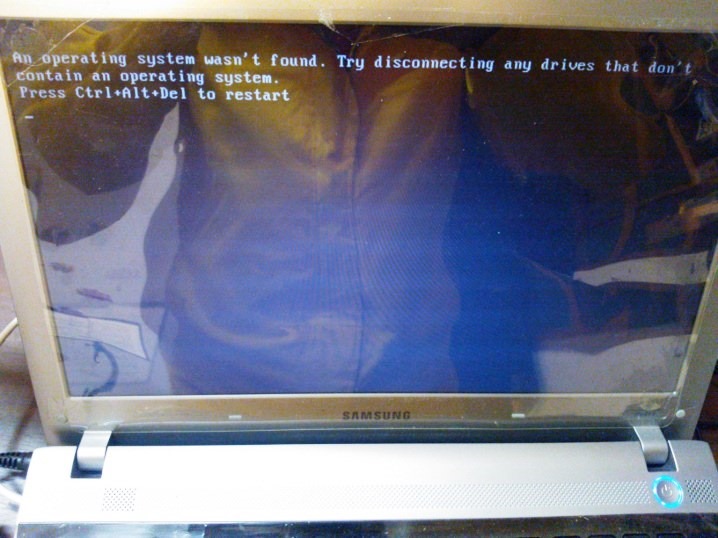 An operating system wasn't found. Try disconnecting any drives that don't
contain an operating system.
Press Ctrl+Alt+Del to restart
SAMSUNG